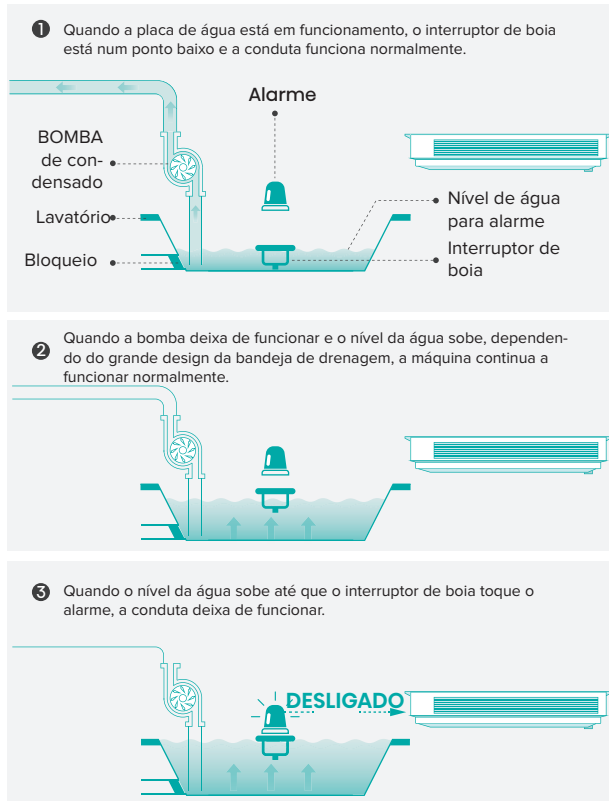 1 Quando a placa de água está em funcionamento, o interruptor de boia
está num ponto baixo e a conduta funciona normalmente.
Alarme
BOMBA
de con-
densado
Lavatório
Bloqueio
Nível de água
para alarme
Interruptor de
boia
2 Quando a bomba deixa de funcionar e o nível da água sobe, dependen-
do do grande design da bandeja de drenagem, a máquina continua a
funcionar normalmente.
3 Quando o nível da água sobe até que o interruptor de boia toque o
alarme, a conduta deixa de funcionar.
DESLIGADO